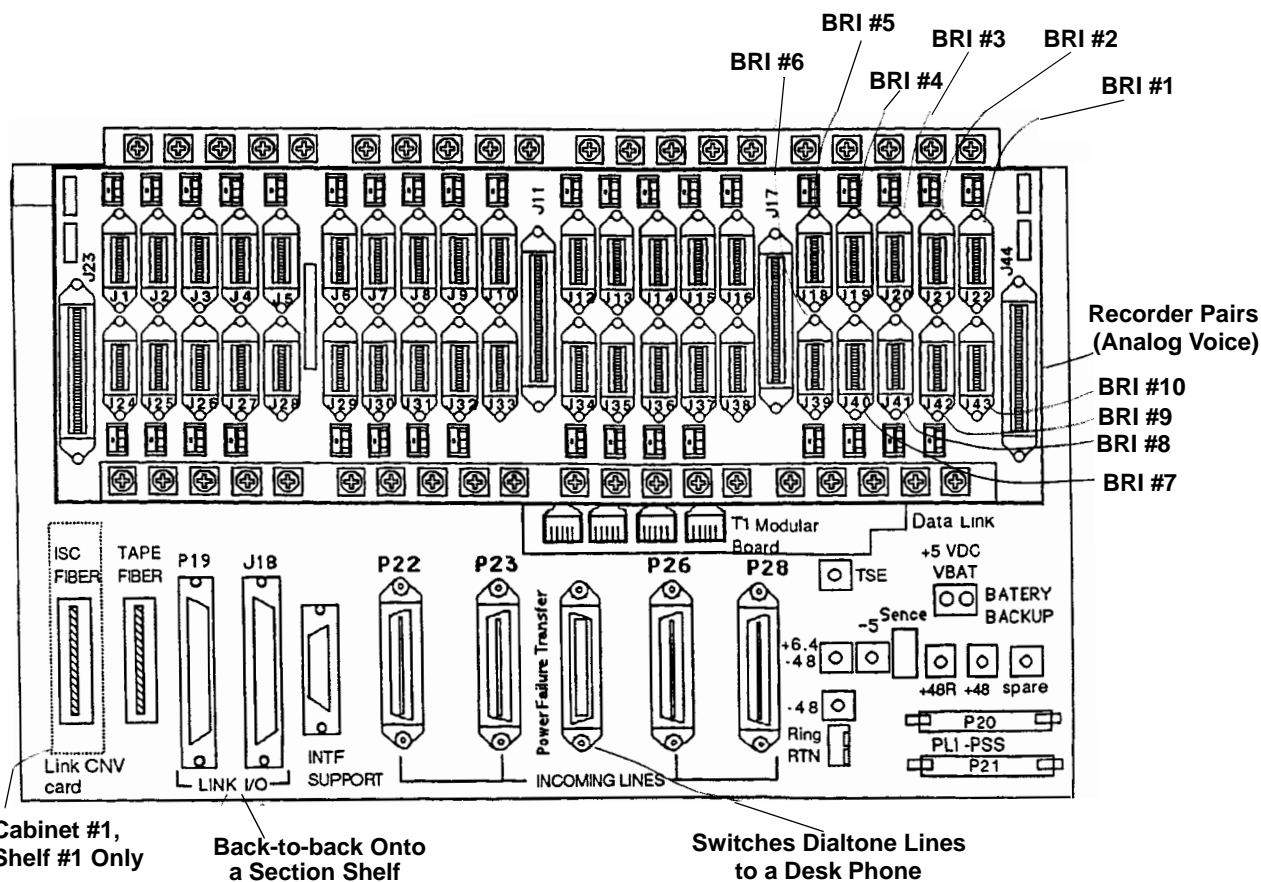 BRI #5
BRI #3
BRI #2
BRI #6
BRI #4
BRI #1
J23
J11
J17
J44
J1 J2 J3 J4 J5 J6 J7 J8 J9 J10 J12 J13 J14 J15 J16 J18 J19 J20 J21 J22
Recorder Pairs
(Analog Voice)
J24 J25 J26 J27 J28 J29 J30 J31 J32 J33 J34 J35 J36 J37 J38 J39 J40 J41 J42 J43
BRI #10
BRI #9
BRI #8
BRI #7
T1 Modular
Board
Data Link
ISC
FIBER
TAPE
FIBER
P19
J18
P22
P23
P26
P28
TSE
+5 VDC
VBAT
BATERY
BACKUP
Power Failure Transfer
-5
Sence
+6.4
-48
+48R
+48
spare
-48
Ring
RTN
P20
PLI-PSS
P21
Link CNV
card
LINK I/O
INTF
SUPPORT
INCOMING LINES
Cabinet #1,
Shelf #1 Only
Back-to-back Onto
a Section Shelf
Switches Dialtone Lines
to a Desk Phone